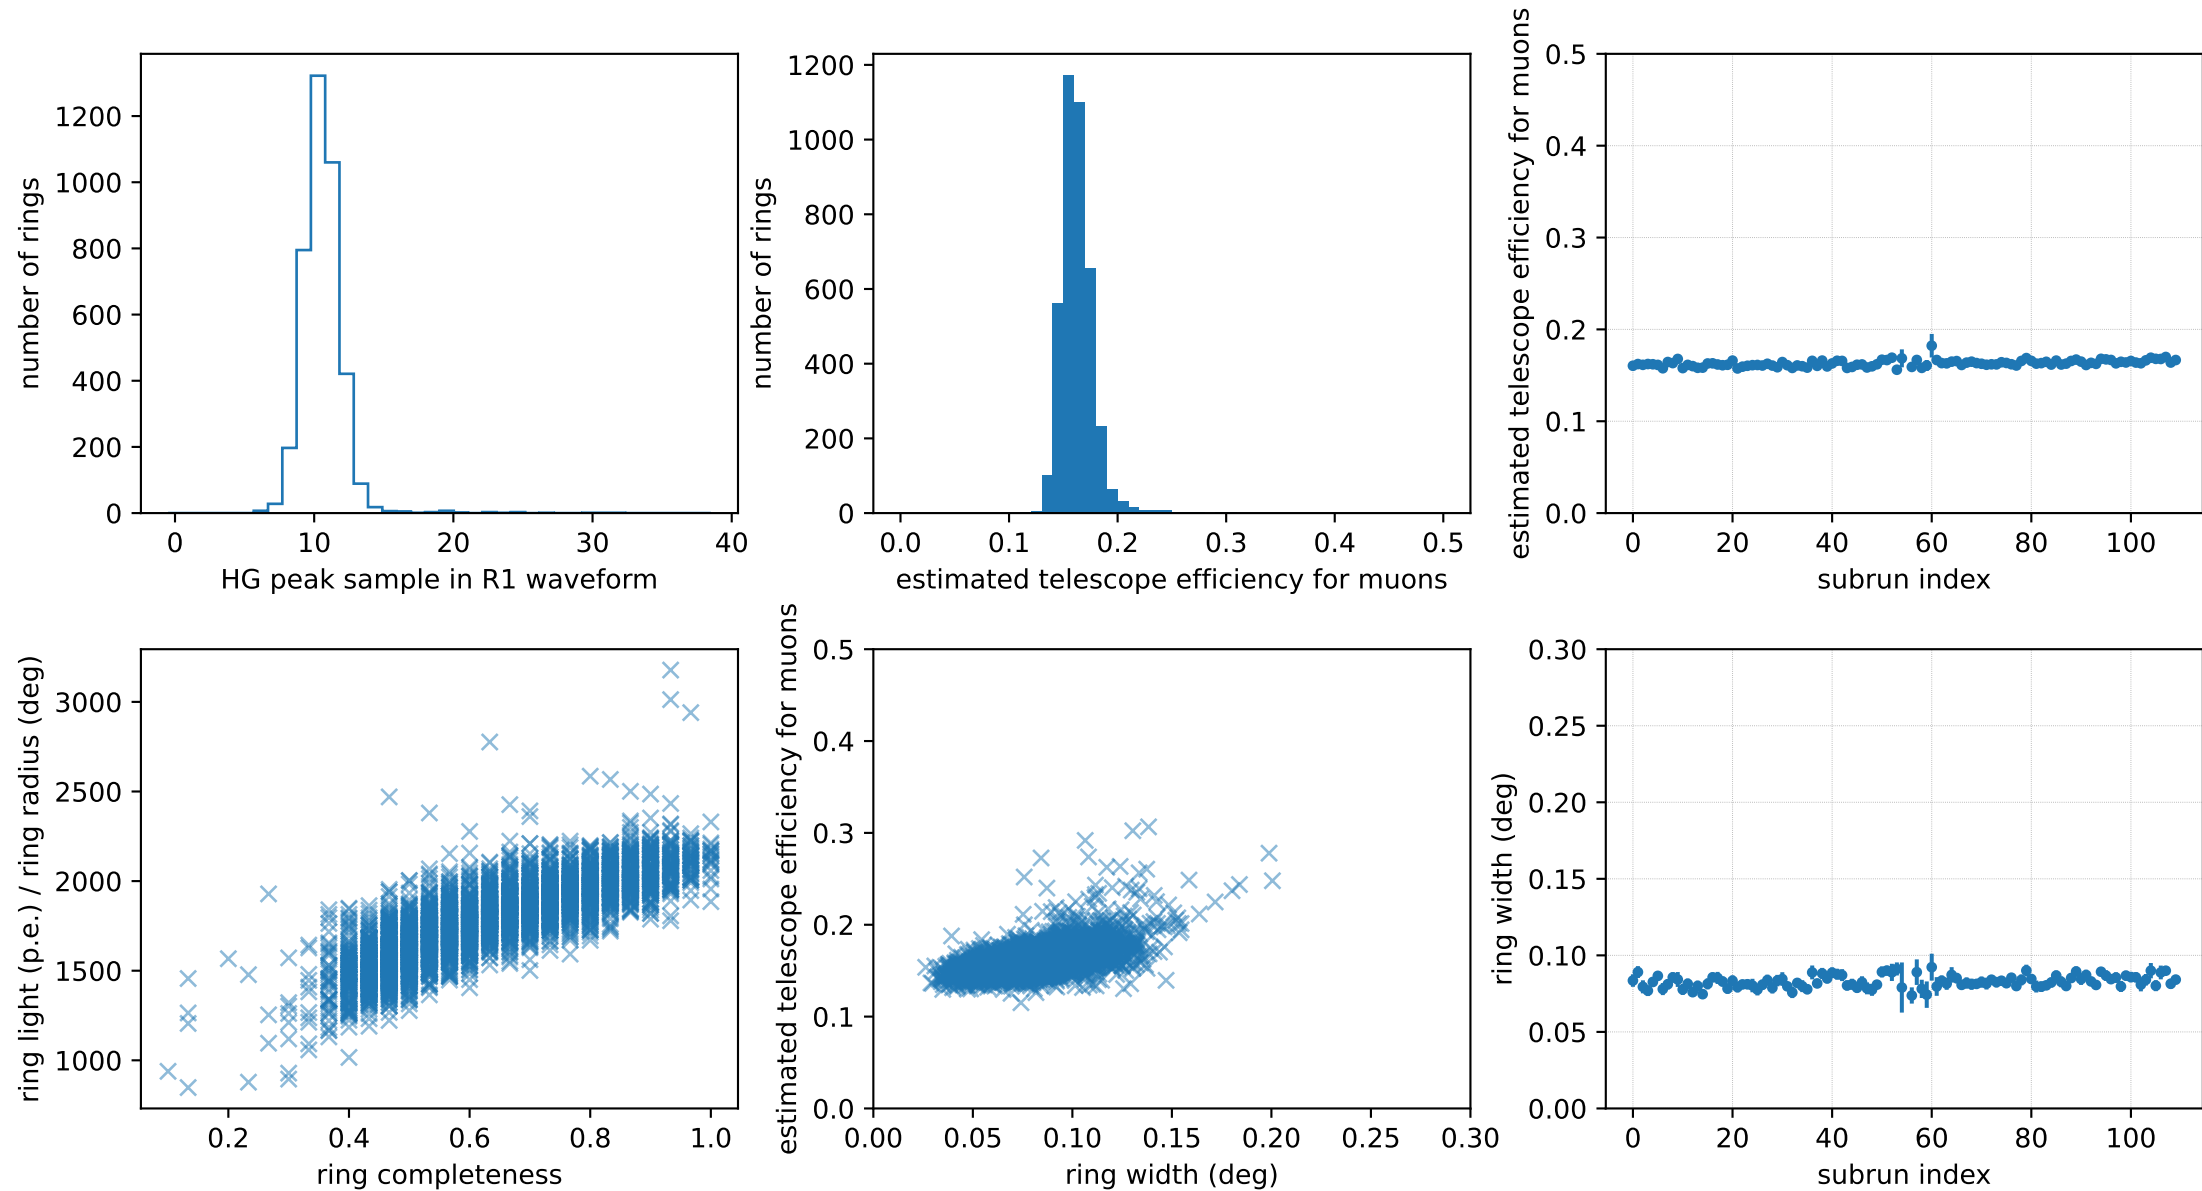 number of rings
1200
1000
800
600
400
200
0
0 10 20 30 40
HG peak sample in R1 waveform
number of rings
1200
1000
800
600
400
200
0
0.0 0.1 0.2 0.3 0.4 0.5
estimated telescope efficiency for muons
estimated telescope efficiency for muons
0.5
0.4
0.3
0.2
0.1
0.0
0 20 40 60 80 100
subrun index
ring light (p.e.) / ring radius (deg)
3000
2500
2000
1500
1000
0.2 0.4 0.6 0.8 1.0
ring completeness
estimated telescope efficiency for muons
0.5
0.4
0.3
0.2
0.1
0.0
0.00 0.05 0.10 0.15 0.20 0.25 0.30
ring width (deg)
ring width (deg)
0.30
0.25
0.20
0.15
0.10
0.05
0.00
0 20 40 60 80 100
subrun index